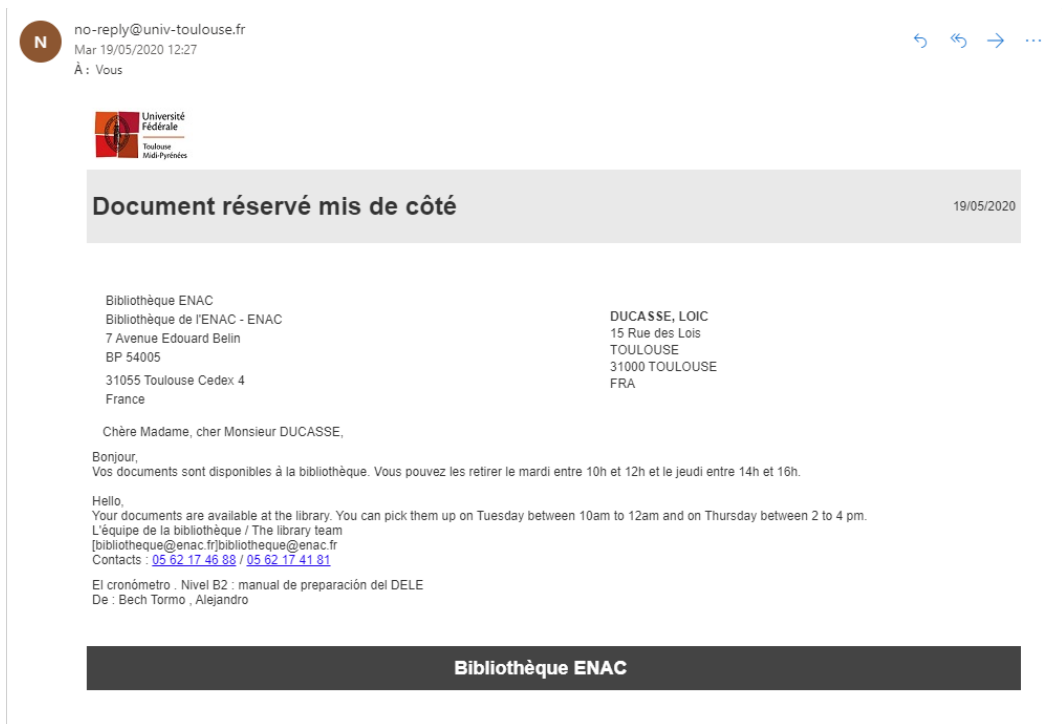 N
no-reply@univ-toulouse.fr
Mar 19/05/2020 12:27
À : Vous
Université
Fédérale
Toulouse
Midi-Pyrénées
Document réservé mis de côté
19/05/2020
Bibliothèque ENAC
Bibliothèque de l'ENAC - ENAC
7 Avenue Edouard Belin
BP 54005
31055 Toulouse Cedex 4
France
DUCASSE, LOIC
15 Rue des Lois
TOULOUSE
31000 TOULOUSE
FRA
Chère Madame, cher Monsieur DUCASSE,
Bonjour,
Vos documents sont disponibles à la bibliothèque. Vous pouvez les retirer le mardi entre 10h et 12h et le jeudi entre 14h et 16h.
Hello,
Your documents are available at the library. You can pick them up on Tuesday between 10am to 12am and on Thursday between 2 to 4 pm.
L'équipe de la bibliothèque / The library team
[bibliotheque@enac.fr]bibliotheque@enac.fr
Contacts : 05 62 17 46 88 / 05 62 17 41 81
El cronómetro . Nivel B2 : manual de preparación del DELE
De : Bech Tormo , Alejandro
Bibliothèque ENAC